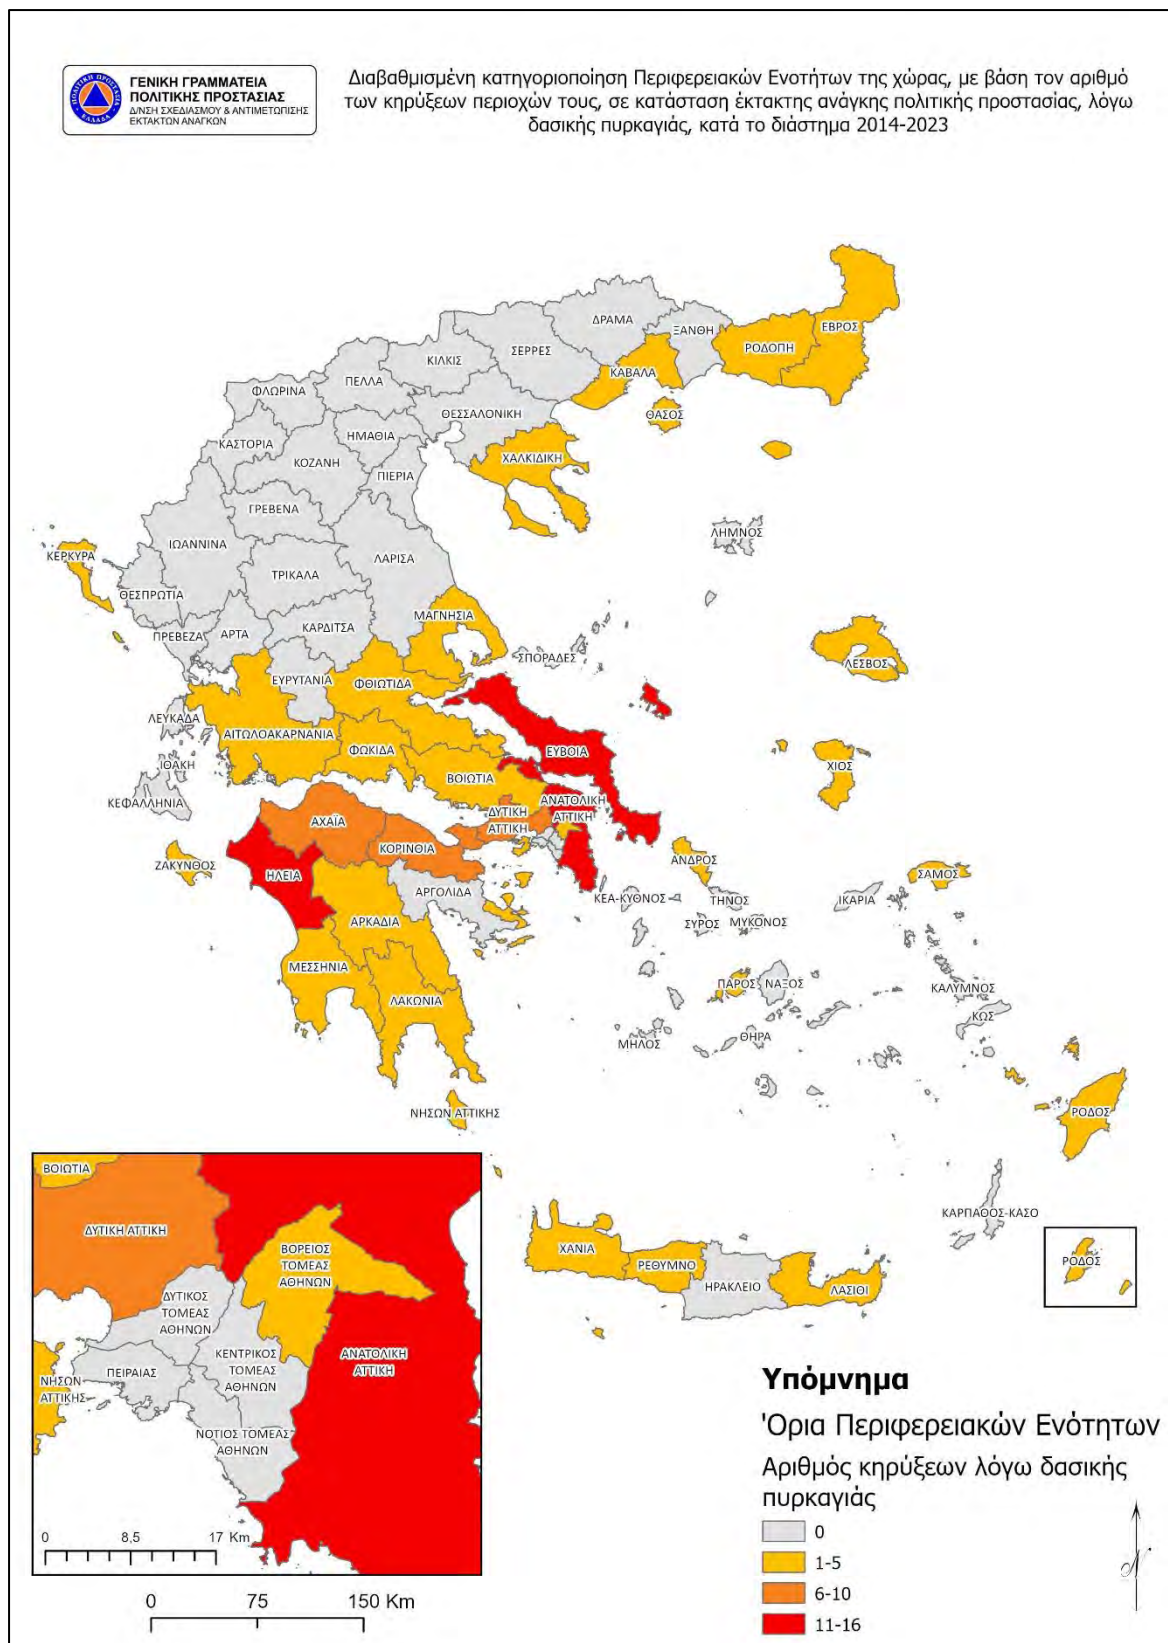 ΓΕΝΙΚΗ ΓΡΑΜΜΑΤΕΙΑ
ΠΟΛΙΤΙΚΗΣ ΠΡΟΣΤΑΣΙΑΣ
Δ/ΝΣΗ ΣΧΕΔΙΑΣΜΟΥ & ΑΝΤΙΜΕΤΩΠΙΣΗΣ
ΕΚΤΑΚΤΩΝ ΑΝΑΓΚΩΝ
ΠΟΛΙΤΙΚΗ ΠΡΟΣΤΑΣΙΑ
ΕΛΛΑΔΑ
Διαβαθμισμένη κατηγοριοποίηση Περιφερειακών Ενοτήτων της χώρας, με βάση τον αριθμό
των κηρύξεων περιοχών τους, σε κατάσταση έκτακτης ανάγκης πολιτικής προστασίας, λόγω
δασικής πυρκαγιάς, κατά το διάστημα 2014-2023
ΔΡΑΜΑ
ΞΑΝΘΗ
ΕΒΡΟΣ
ΡΟΔΟΠΗ
ΣΕΡΡΕΣ
ΚΙΛΚΙΣ
ΚΑΒΑΛΑ
ΠΕΛΛΑ
ΦΛΩΡΙΝΑ
ΘΑΣΟΣ
ΘΕΣΣΑΛΟΝΙΚΗ
ΗΜΑΘΙΑ
ΚΑΣΤΟΡΙΑ
ΚΟΖΑΝΗ
ΧΑΛΚΙΔΙΚΗ
ΠΙΕΡΙΑ
ΓΡΕΒΕΝΑ
ΛΗΜΝΟΣ
ΙΩΑΝΝΙΝΑ
ΚΕΡΚΥΡΑ
ΛΑΡΙΣΑ
ΤΡΙΚΑΛΑ
ΘΕΣΠΡΩΤΙΑ
ΜΑΓΝΗΣΙΑ
ΚΑΡΔΙΤΣΑ
ΠΡΕΒΕΖΑ
ΑΡΤΑ
ΣΠΟΡΑΔΕΣ
ΛΕΣΒΟΣ
ΕΥΡΥΤΑΝΙΑ
ΦΘΙΩΤΙΔΑ
ΛΕΥΚΑΔΑ
ΑΙΤΩΛΟΑΚΑΡΝΑΝΙΑ
ΦΩΚΙΔΑ
ΕΥΒΟΙΑ
ΙΘΑΚΗ
ΧΙΟΣ
ΒΟΙΩΤΙΑ
ΚΕΦΑΛΛΗΝΙΑ
ΑΝΑΤΟΛΙΚΗ
ΑΤΤΙΚΗ
ΔΥΤΙΚΗ
ΑΤΤΙΚΗ
ΑΧΑΪΑ
ΚΟΡΙΝΘΙΑ
ΖΑΚΥΝΘΟΣ
ΗΛΕΙΑ
ΑΝΔΡΟΣ
ΣΑΜΟΣ
ΑΡΓΟΛΙΔΑ
ΚΕΑ-ΚΥΘΝΟΣ
ΤΗΝΟΣ
ΙΚΑΡΙΑ
ΑΡΚΑΔΙΑ
ΣΥΡΟΣ
ΜΥΚΟΝΟΣ
ΜΕΣΣΗΝΙΑ
ΠΑΡΟΣ
ΝΑΞΟΣ
ΚΑΛΥΜΝΟΣ
ΛΑΚΩΝΙΑ
ΚΩΣ
ΜΗΛΟΣ
ΘΗΡΑ
ΝΗΣΩΝ ΑΤΤΙΚΗΣ
ΡΟΔΟΣ
ΚΑΡΠΑΘΟΣ-ΚΑΣΟ
ΧΑΝΙΑ
ΡΕΘΥΜΝΟ
ΗΡΑΚΛΕΙΟ
ΛΑΣΙΘΙ
ΡΟΔΟΣ
ΒΟΙΩΤΙΑ
ΔΥΤΙΚΗ ΑΤΤΙΚΗ
ΒΟΡΕΙΟΣ
ΤΟΜΕΑΣ
ΑΘΗΝΩΝ
ΔΥΤΙΚΟΣ
ΤΟΜΕΑΣ
ΑΘΗΝΩΝ
ΚΕΝΤΡΙΚΟΣ
ΤΟΜΕΑΣ
ΑΘΗΝΩΝ
ΑΝΑΤΟΛΙΚΗ
ΑΤΤΙΚΗ
ΠΕΙΡΑΙΑΣ
ΝΗΣΩΝ
ΑΤΤΙΚΗΣ
ΝΟΤΙΟΣ ΤΟΜΕΑΣ
ΑΘΗΝΩΝ
0 8,5 17 Km
0 75 150 Km
Υπόμνημα
Όρια Περιφερειακών Ενότητων
Αριθμός κηρύξεων λόγω δασικής
πυρκαγιάς
0
1-5
6-10
11-16
N